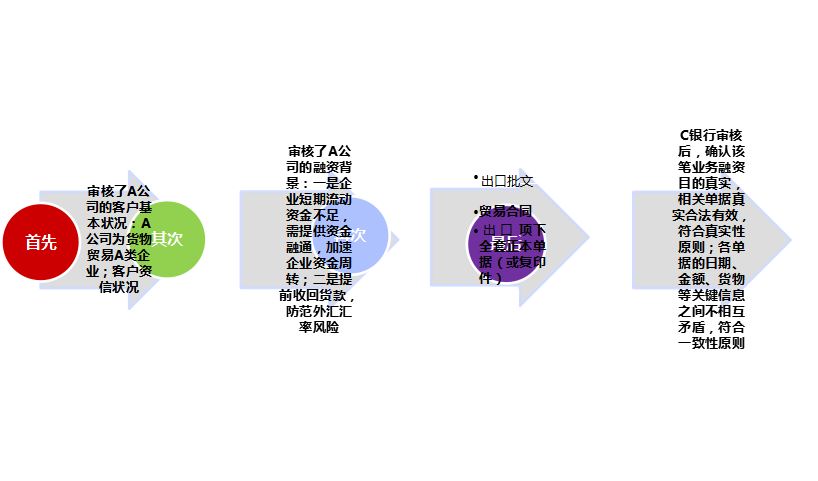 首先
审核了A公
司的客户基
本状况：A
公司为货物
贸易A类企
业；客户资
信状况
其次
审核了A公
司的融资背
景：一是企
业短期流动
资金不足，
需提供资金
融通，加速
企业资金周
转；二是提
前收回货款，
防范外汇汇
率风险
次
•出口批文
•贸易合同
•出 口 项下
全套正本单
据（或复印
件）
最后
C银行审核
后，确认该
笔业务融资
目的真实，
相关单据真
实合法有效，
符合真实性
原则；各单
据的日期、
金额、货物
等关键信息
之间不相互
矛盾，符合
一致性原则